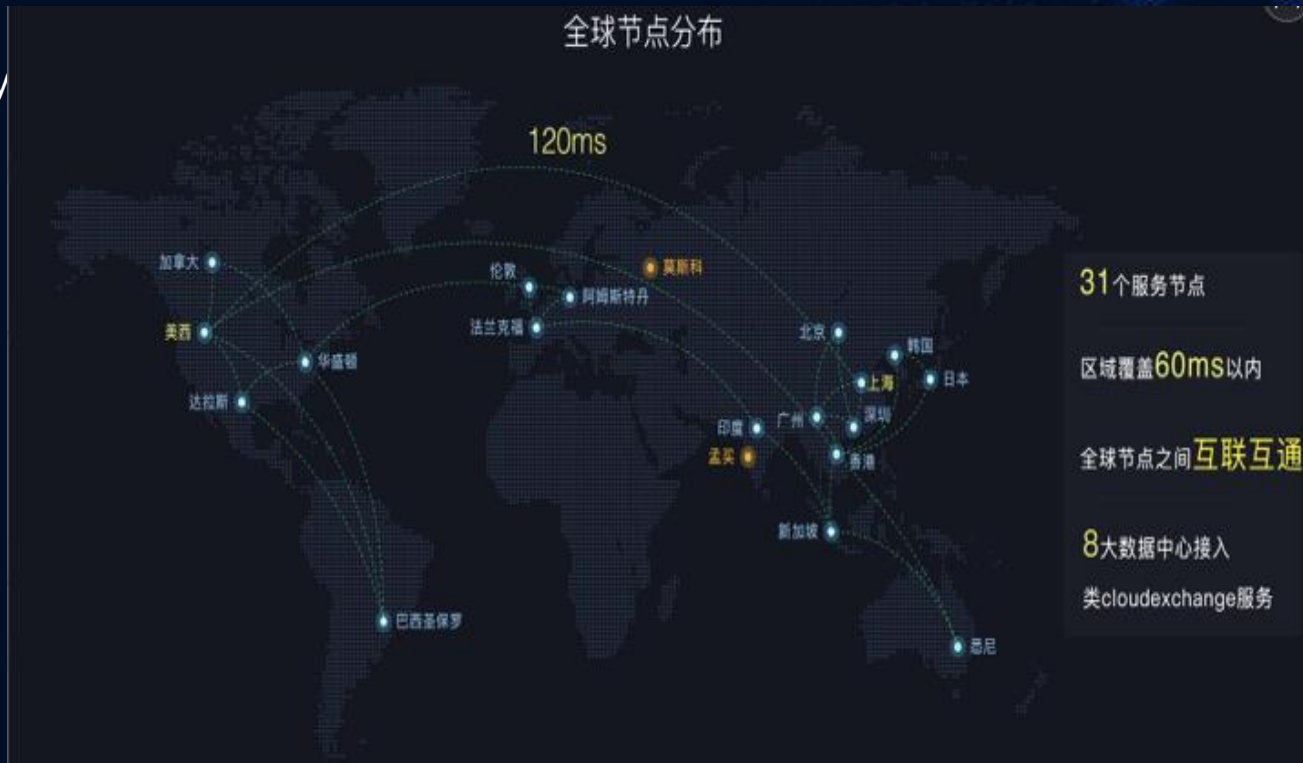 全球节点分布
120ms
加拿大
伦敦
莫斯科
阿姆斯特丹
美西
法兰克福
北京
韩国
华盛顿
上海
日本
达拉斯
广州
深圳
印度
孟买
香港
新加坡
巴西圣保罗
悉尼
31个服务节点
区域覆盖60ms以内
全球节点之间互联互通
8大数据中心接入
类cloudexchange服务